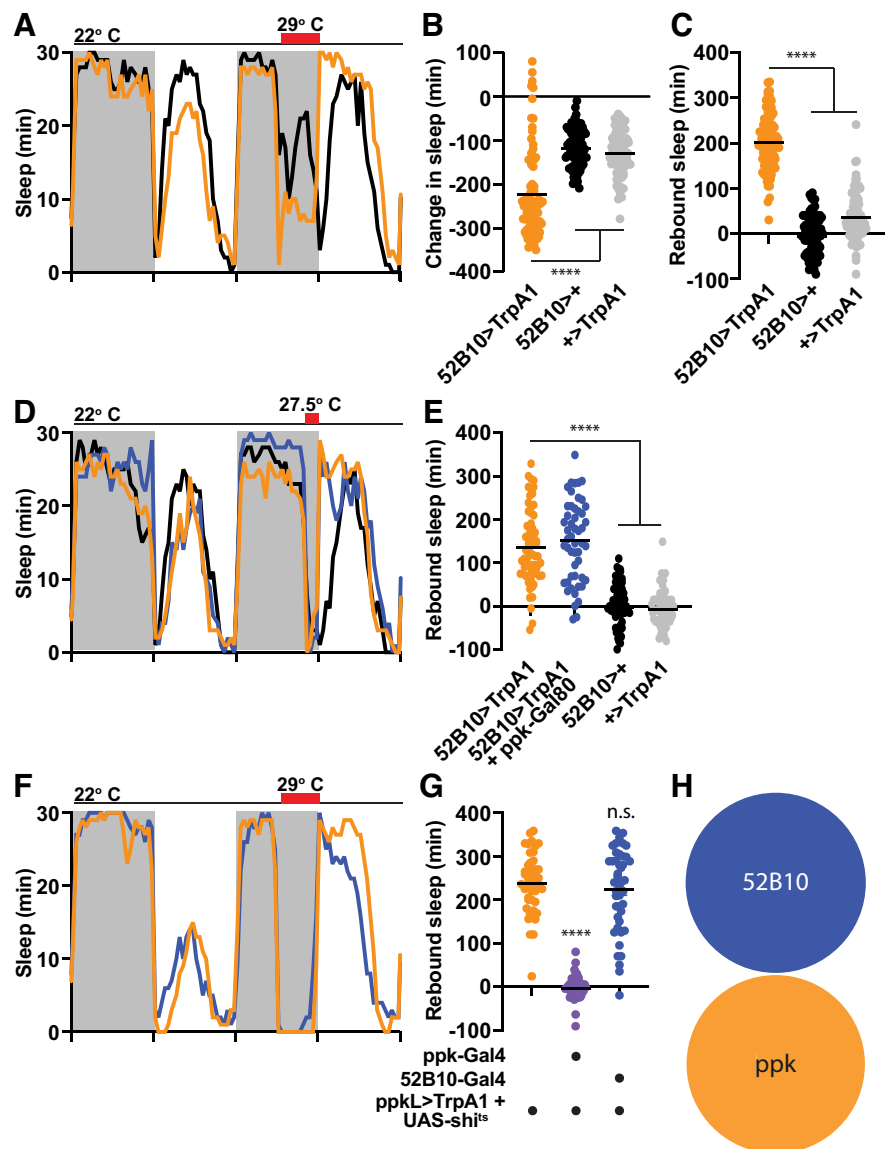 A
22° C
29° C
30
20
10
0
Sleep (min)
B
100
0
-100
-200
-300
-400
Change in sleep (min)
****
52B10>TrpA1
52B10>+
+>TrpA1
C
400
300
200
100
0
-100
Rebound sleep (min)
****
52B10>TrpA1
52B10>+
+>TrpA1
D
22° C
27.5° C
30
20
10
0
Sleep (min)
E
400
300
200
100
0
-100
Rebound sleep (min)
****
52B10>TrpA1
52B10>TrpA1
+ ppk-Gal80
52B10>+
+>TrpA1
F
22° C
29° C
30
20
10
0
Sleep (min)
G
400
300
200
100
0
-100
Rebound sleep (min)
****
n.s.
ppk-Gal4
52B10-Gal4
ppkL>TrpA1 +
UAS-shiᵗˢ
H
52B10
ppk